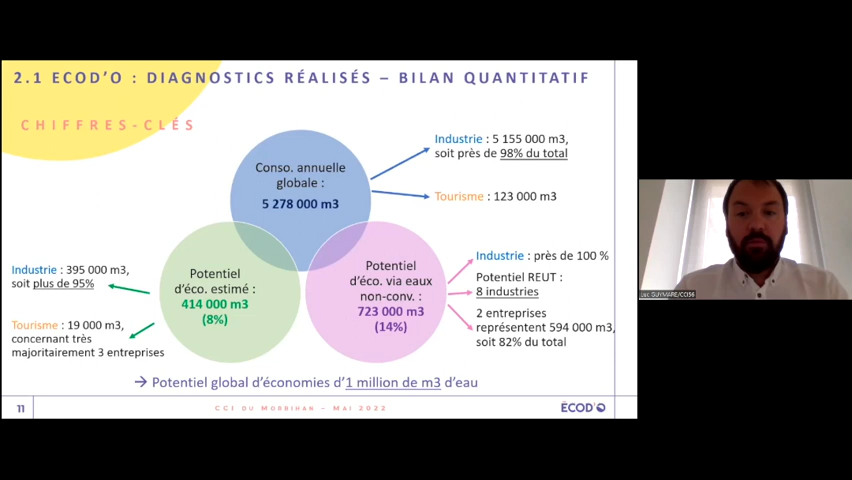 2.1 ECOD'O : DIAGNOSTICS RÉALISÉS – BILAN QUANTITATIF
CHIFFRES-CLÉS
Conso. annuelle
globale :
5 278 000 m3
Industrie : 5 155 000 m3,
soit près de 98% du total
Tourisme : 123 000 m3
Potentiel
d'éco. estimé :
414 000 m3
(8%)
Industrie : 395 000 m3,
soit plus de 95%
Tourisme : 19 000 m3,
concernant très
majoritairement 3 entreprises
Potentiel
d'éco. via eaux
non-conv. :
723 000 m3
(14%)
Industrie : près de 100 %
Potentiel REUT :
8 industries
2 entreprises
représentent 594 000 m3,
soit 82% du total
→ Potentiel global d'économies d'1 million de m3 d'eau
11
CCI DU MORBIHAN – MAI 2022
ÉCOD'O